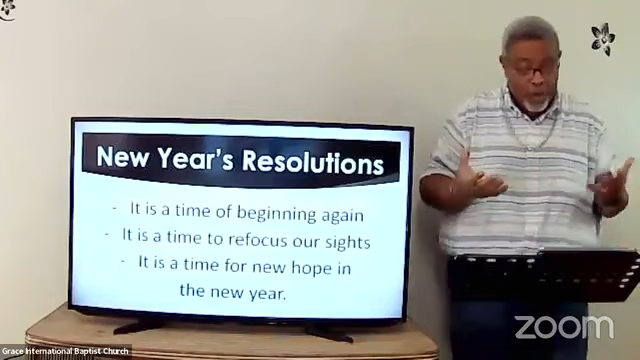 New Year's Resolutions
- It is a time of beginning again
- It is a time to refocus our sights
- It is a time for new hope in
the new year.
Grace International Baptist Church
zoom